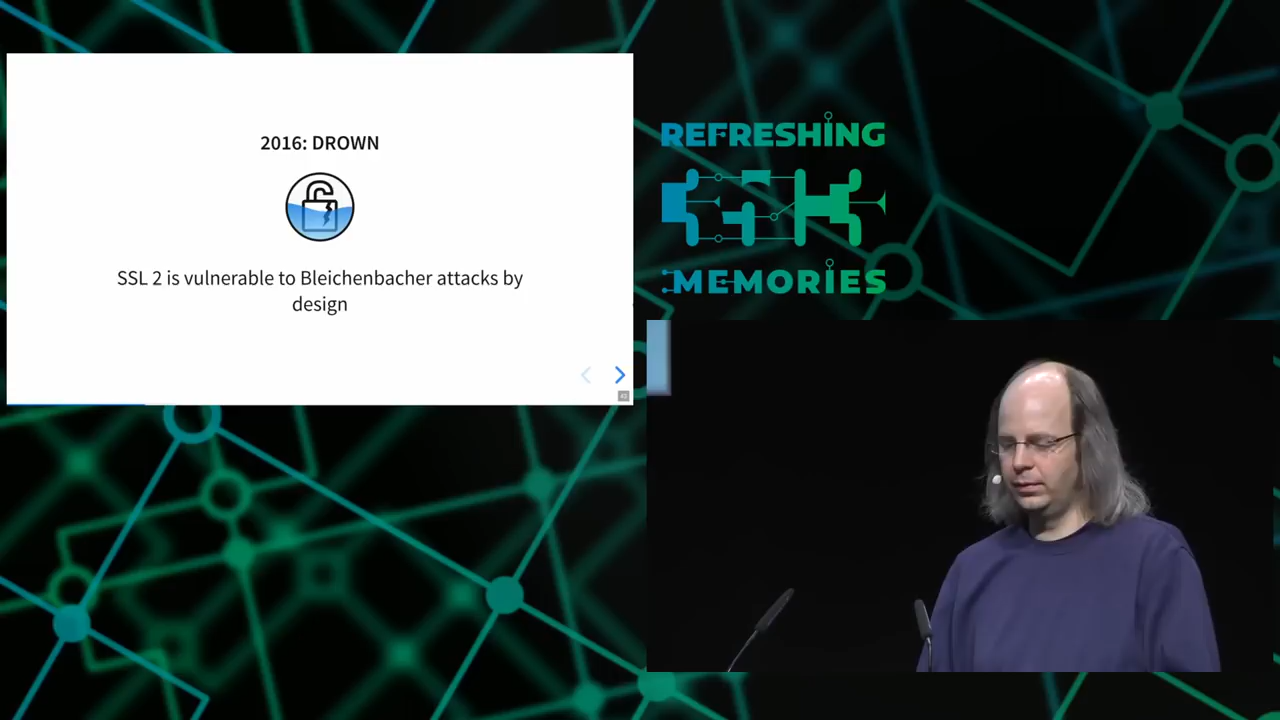 2016: DROWN
SSL 2 is vulnerable to Bleichenbacher attacks by
design
REFRESHING
MEMORIES